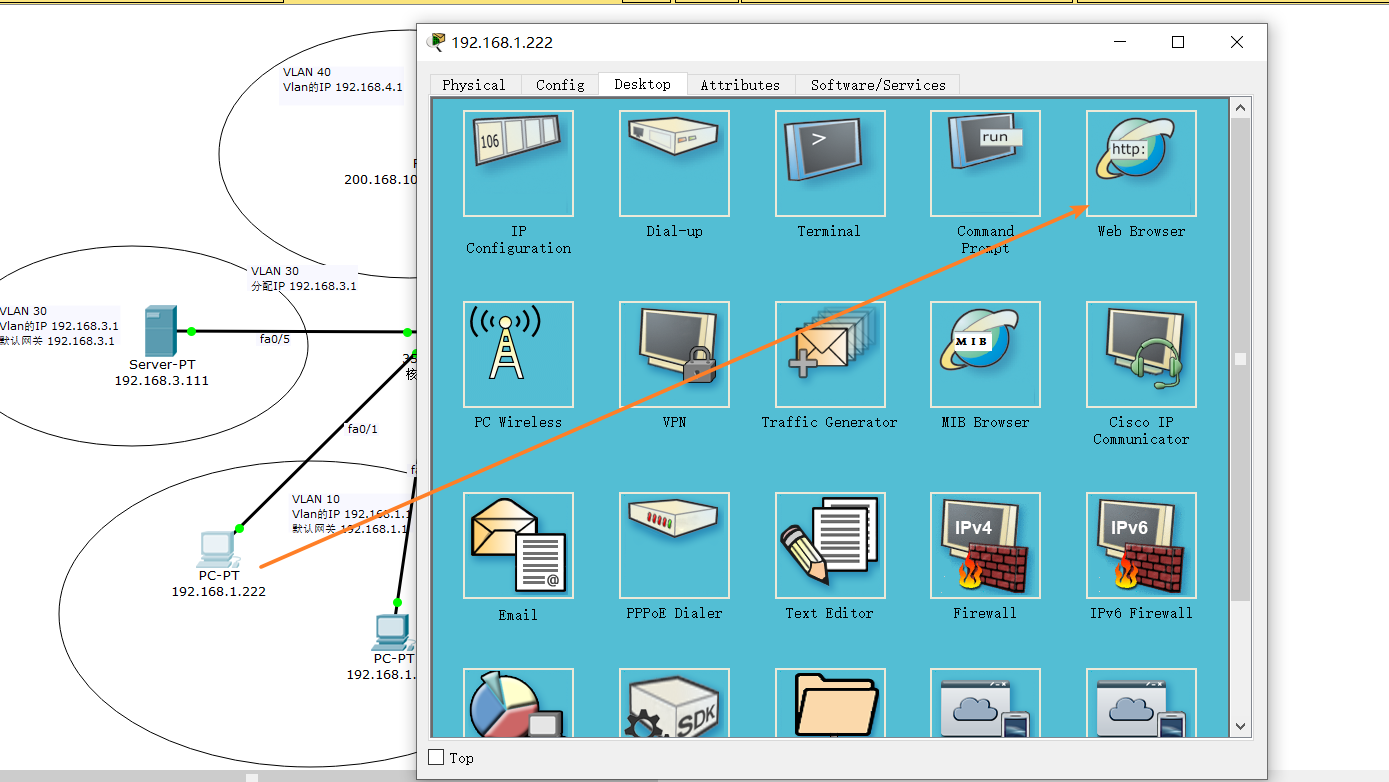 192.168.1.222
Physical
Config
Desktop
Attributes
Software/Services
VLAN 40
Vlan的IP 192.168.4.1
200.168.10
VLAN 30
分配IP 192.168.3.1
VLAN 30
Vlan的IP 192.168.3.1
默认网关 192.168.3.1
fa0/5
Server-PT
192.168.3.111
fa0/1
VLAN 10
Vlan的IP 192.168.1.1
默认网关 192.168.1.1
PC-PT
192.168.1.222
PC-PT
192.168.1.
106
IP
Configuration
Dial-up
>
Terminal
run
Command
Prompt
http:
Web Browser
PC Wireless
VPN
Traffic Generator
MIB
MIB Browser
Cisco IP
Communicator
@
Email
PPPoE Dialer
Text Editor
IPv4
Firewall
IPv6
IPv6 Firewall
SDK
Top